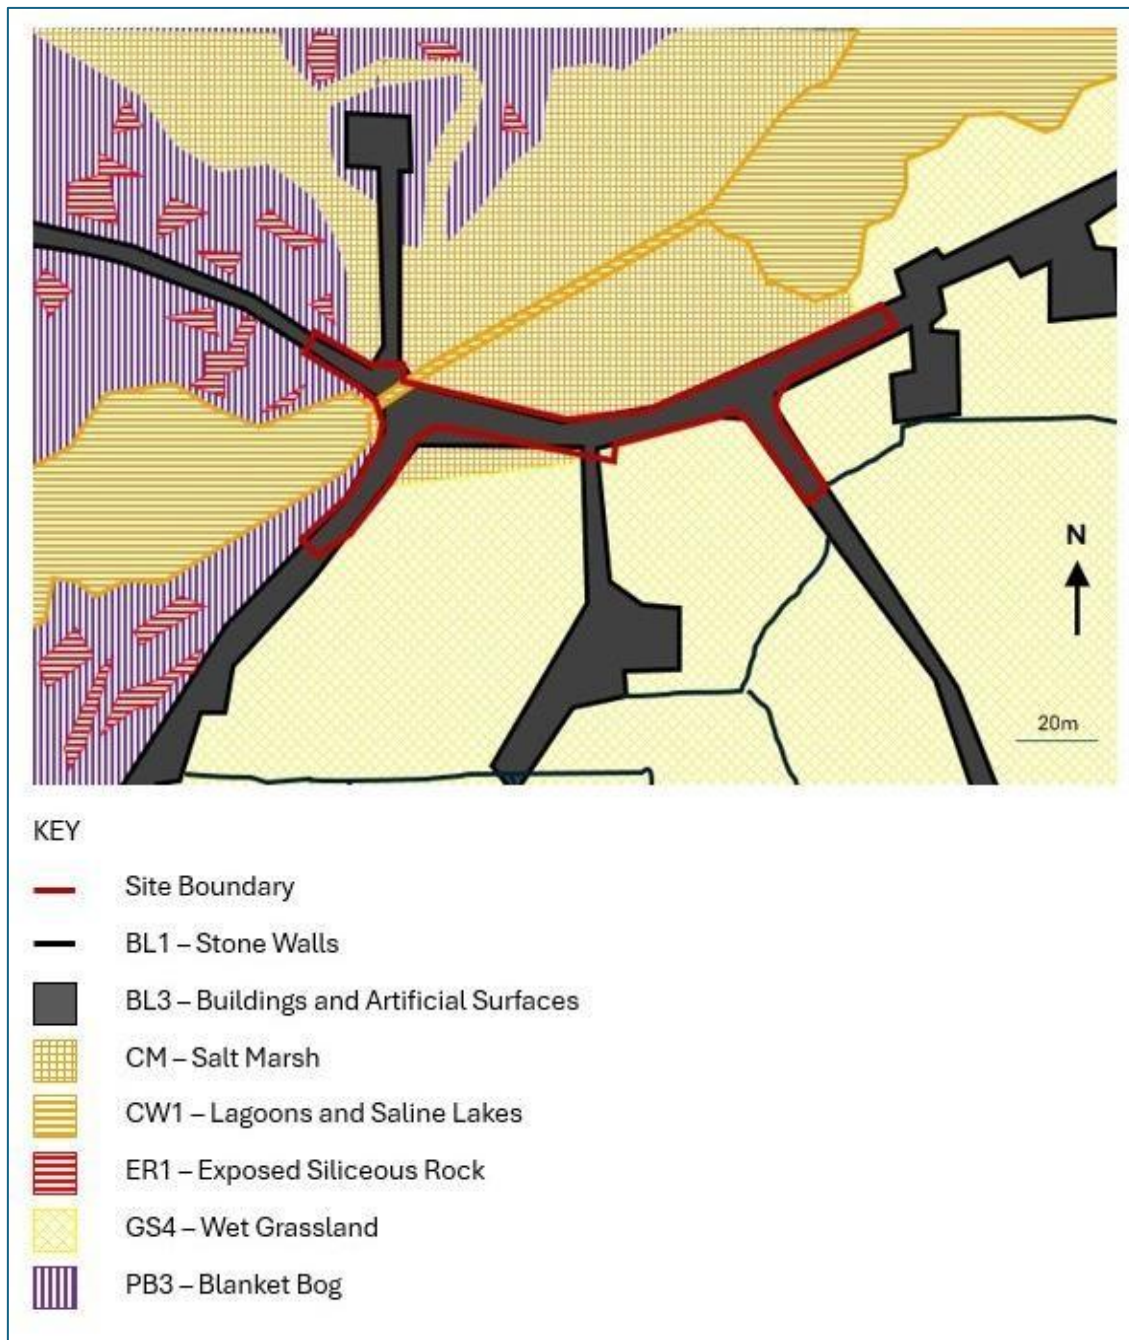 N
20m
KEY
Site Boundary
BL1 – Stone Walls
BL3 – Buildings and Artificial Surfaces
CM – Salt Marsh
CW1 – Lagoons and Saline Lakes
ER1 – Exposed Siliceous Rock
GS4 – Wet Grassland
PB3 – Blanket Bog